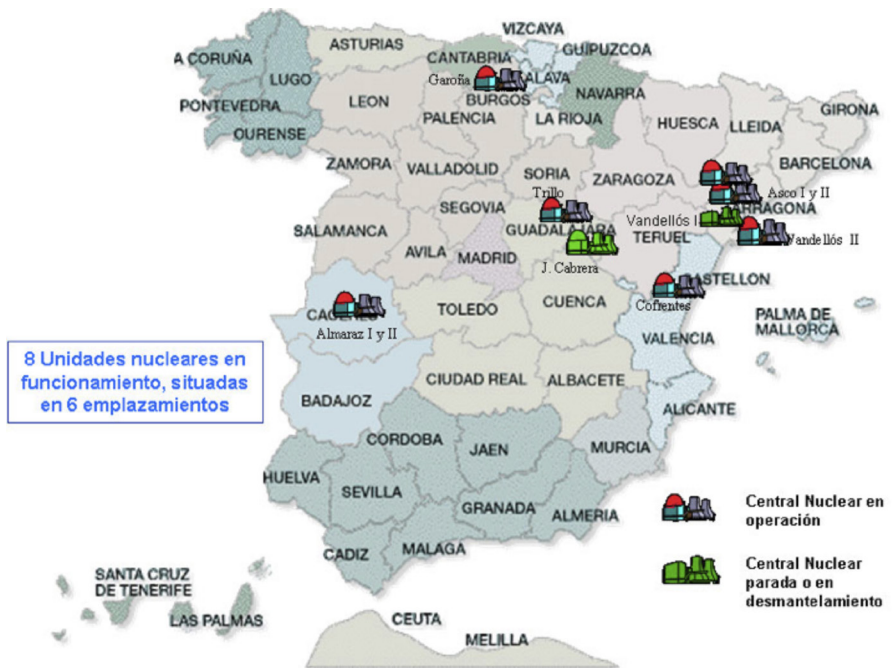 VIZCAYA
ASTURIAS
GUIPUZCOA
A CORUÑA
CANTABRIA
LUGO
Garoña
ALAVA
NAVARRA
LEON
BURGOS
PONTEVEDRA
PALENCIA
LA RIOJA
HUESCA
LLEIDA
GIRONA
OURENSE
ZAMORA
VALLADOLID
SORIA
ZARAGOZA
BARCELONA
Trillo
Asco I y II
TARRAGONA
SEGOVIA
Vandellós I
SALAMANCA
GUADALAJARA
TERUEL
Vandellós II
AVILA
MADRID
J. Cabrera
CASTELLON
CUENCA
Cofrentes
CACERES
TOLEDO
PALMA DE
MALLORCA
Almaraz I y II
VALENCIA
8 Unidades nucleares en
funcionamiento, situadas
en 6 emplazamientos
CIUDAD REAL
ALBACETE
BADAJOZ
ALICANTE
CORDOBA
MURCIA
JAEN
HUELVA
SEVILLA
GRANADA
ALMERIA
Central Nuclear en
operación
CADIZ
MALAGA
Central Nuclear
parada o en
desmantelamiento
SANTA CRUZ
DE TENERIFE
LAS PALMAS
CEUTA
MELILLA